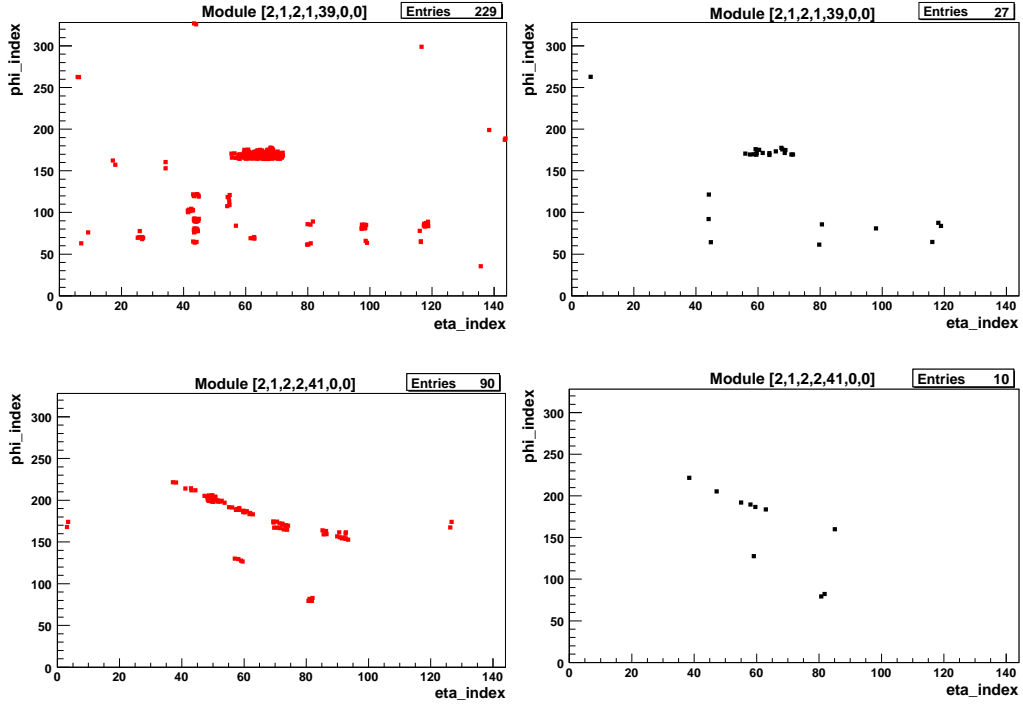 Module [2,1,2,1,39,0,0]
Entries 229
phi_index
300
250
200
150
100
50
0
0 20 40 60 80 100 120 140
eta_index
Module [2,1,2,1,39,0,0]
Entries 27
phi_index
300
250
200
150
100
50
0
0 20 40 60 80 100 120 140
eta_index
Module [2,1,2,2,41,0,0]
Entries 90
phi_index
300
250
200
150
100
50
0
0 20 40 60 80 100 120 140
eta_index
Module [2,1,2,2,41,0,0]
Entries 10
phi_index
300
250
200
150
100
50
0
0 20 40 60 80 100 120 140
eta_index